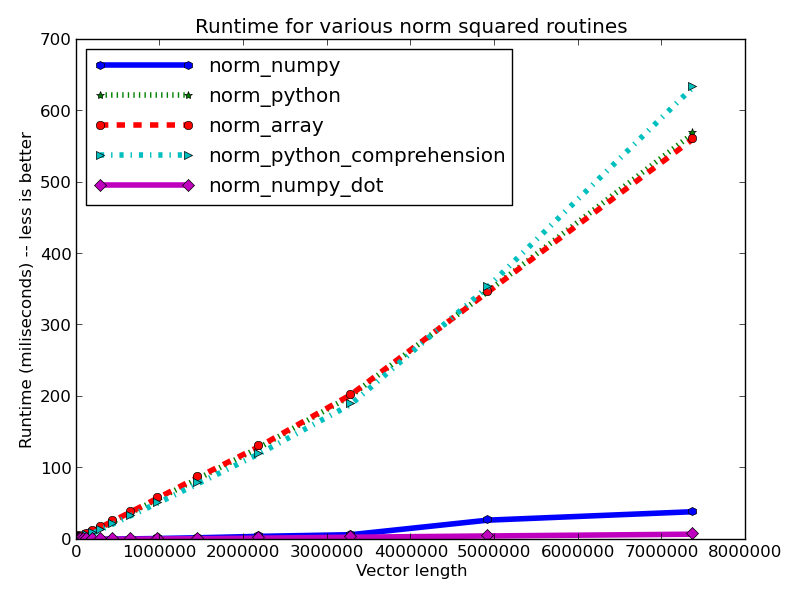 Runtime for various norm squared routines
700
600
500
400
300
200
100
0
Runtime (miliseconds) -- less is better
norm_numpy
norm_python
norm_array
norm_python_comprehension
norm_numpy_dot
0 1000000 2000000 3000000 4000000 5000000 6000000 7000000 8000000
Vector length